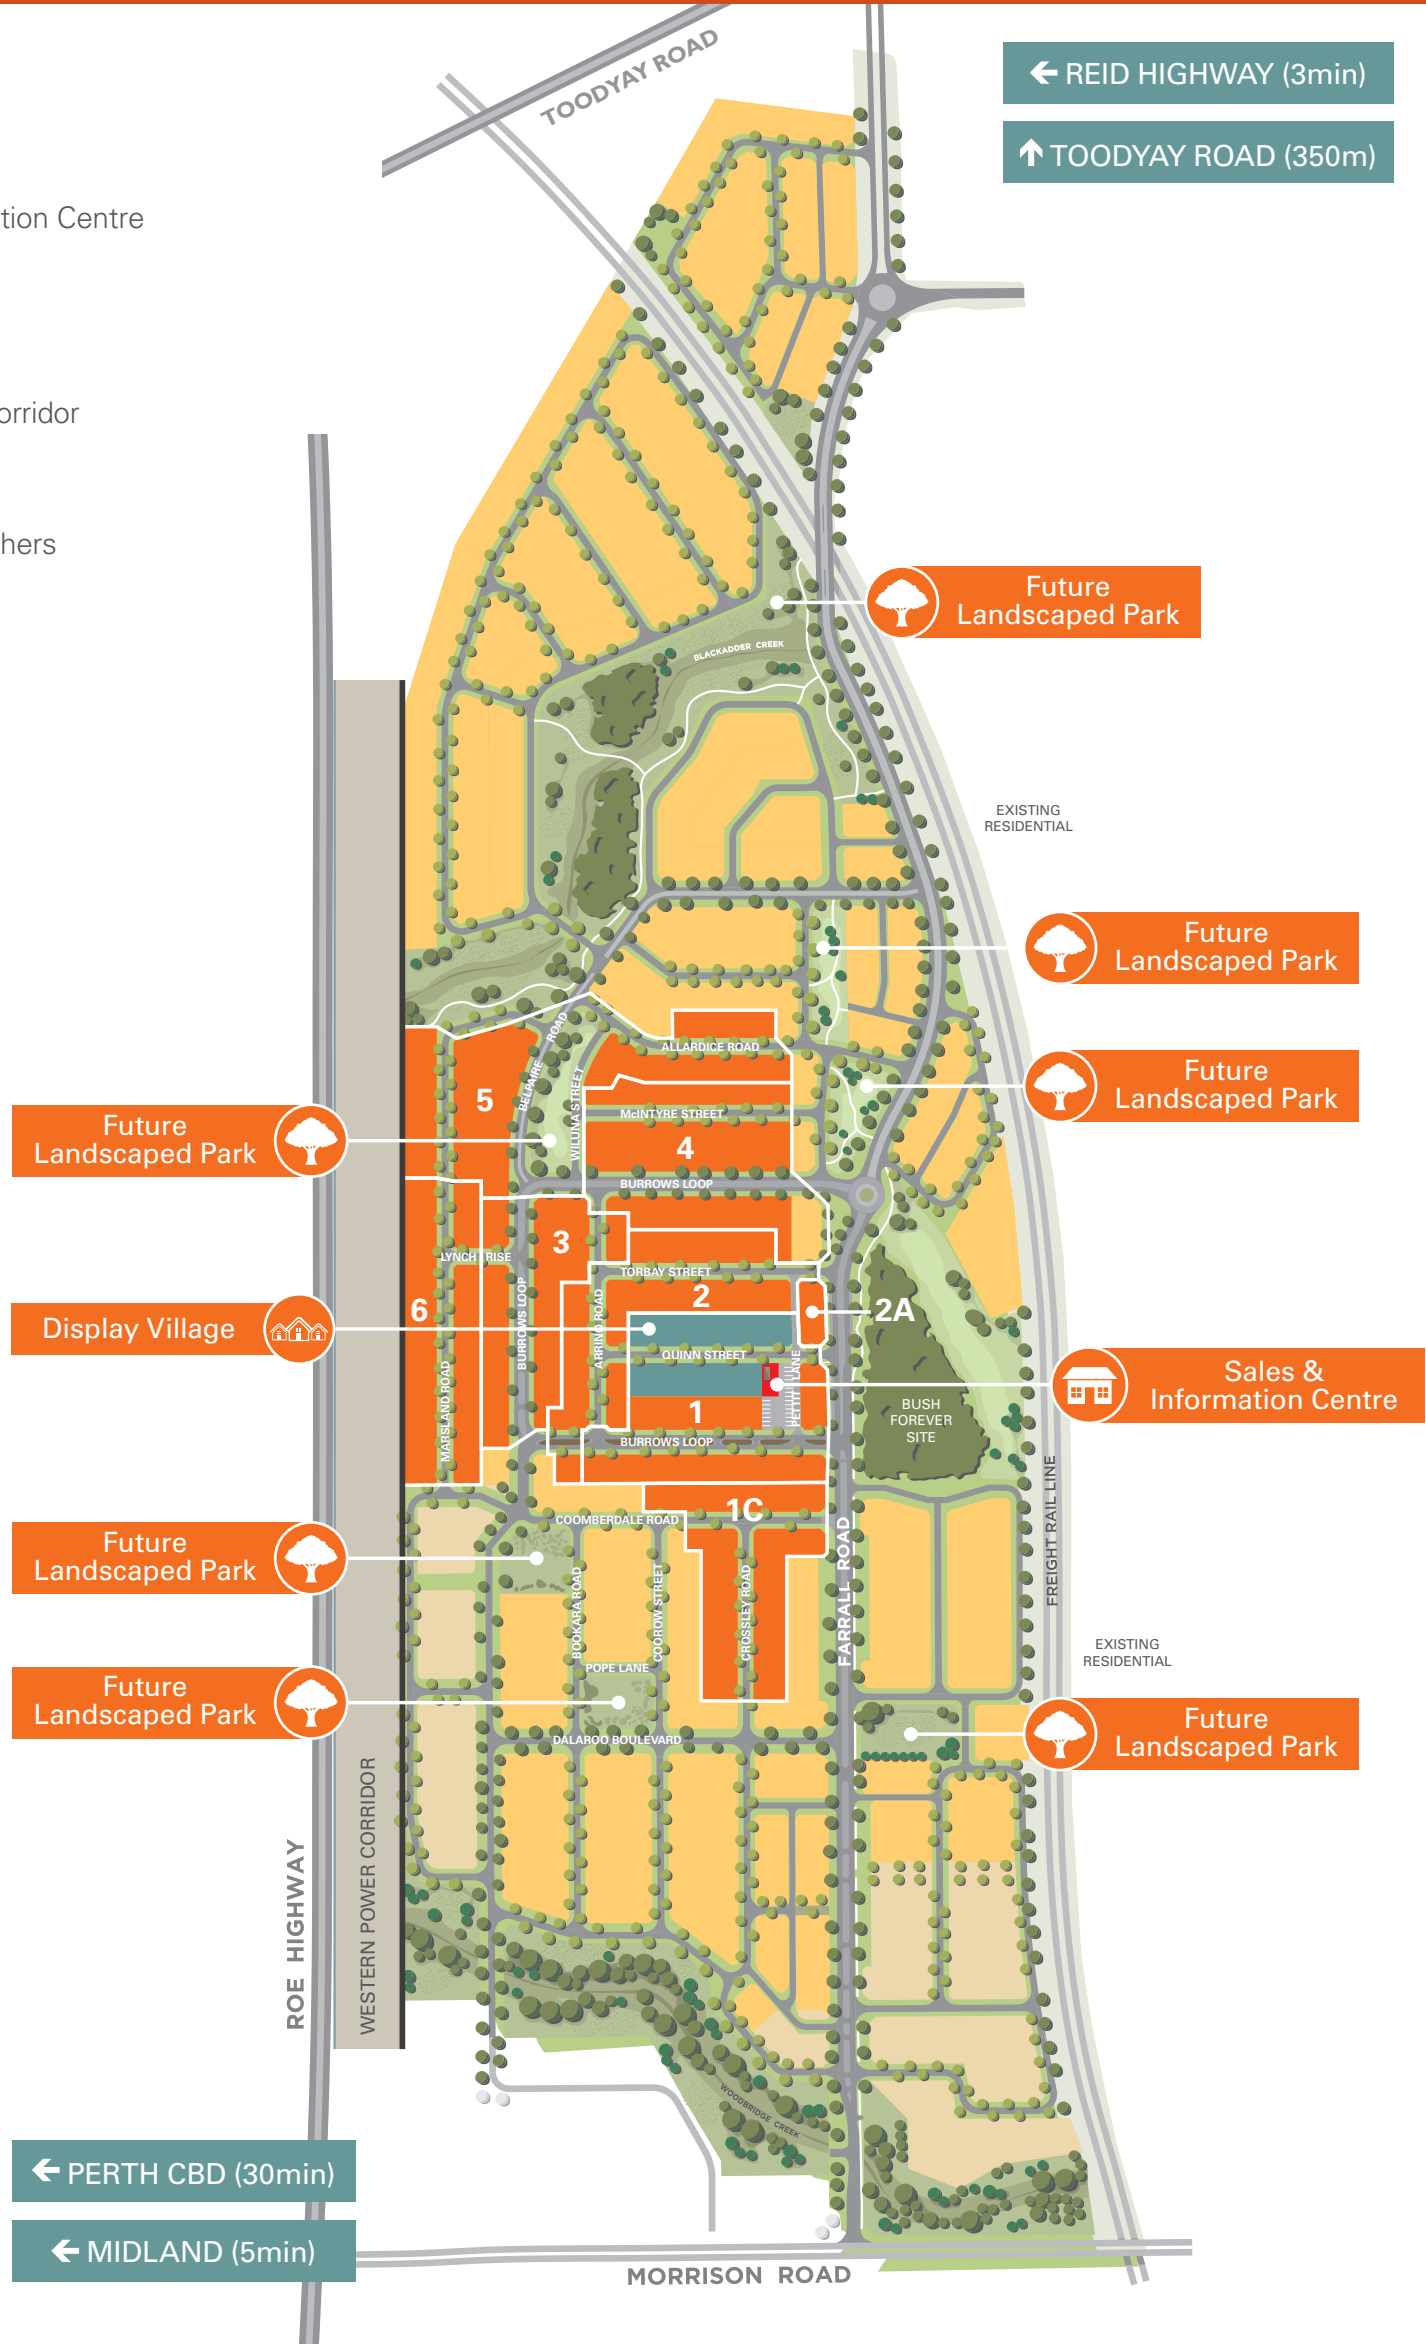 TOODYAY ROAD
← REID HIGHWAY (3min)
↑ TOODYAY ROAD (350m)
tion Centre
orridor
hers
Future
Landscaped Park
BLACKADDER CREEK
EXISTING
RESIDENTIAL
Future
Landscaped Park
BELFAIRE ROAD
ALLARDICE ROAD
Future
Landscaped Park
5
WILUNA STREET
McINTYRE STREET
Future
Landscaped Park
4
BURROWS LOOP
3
LYNCH RISE
TORBAY STREET
6
2
2A
Display Village
BURROWS LOOP
ARRINO ROAD
QUINN STREET
PETTIT LANE
Sales &
Information Centre
MARSLAND ROAD
1
BUSH
FOREVER
SITE
BURROWS LOOP
1C
COOMBERDALE ROAD
FREIGHT RAIL LINE
Future
Landscaped Park
FARRALL ROAD
BOOKARA ROAD
COOROW STREET
CROSSLEY ROAD
EXISTING
RESIDENTIAL
POPE LANE
Future
Landscaped Park
DALAROO BOULEVARD
Future
Landscaped Park
ROE HIGHWAY
WESTERN POWER CORRIDOR
WOODBRIDGE CREEK
← PERTH CBD (30min)
← MIDLAND (5min)
MORRISON ROAD